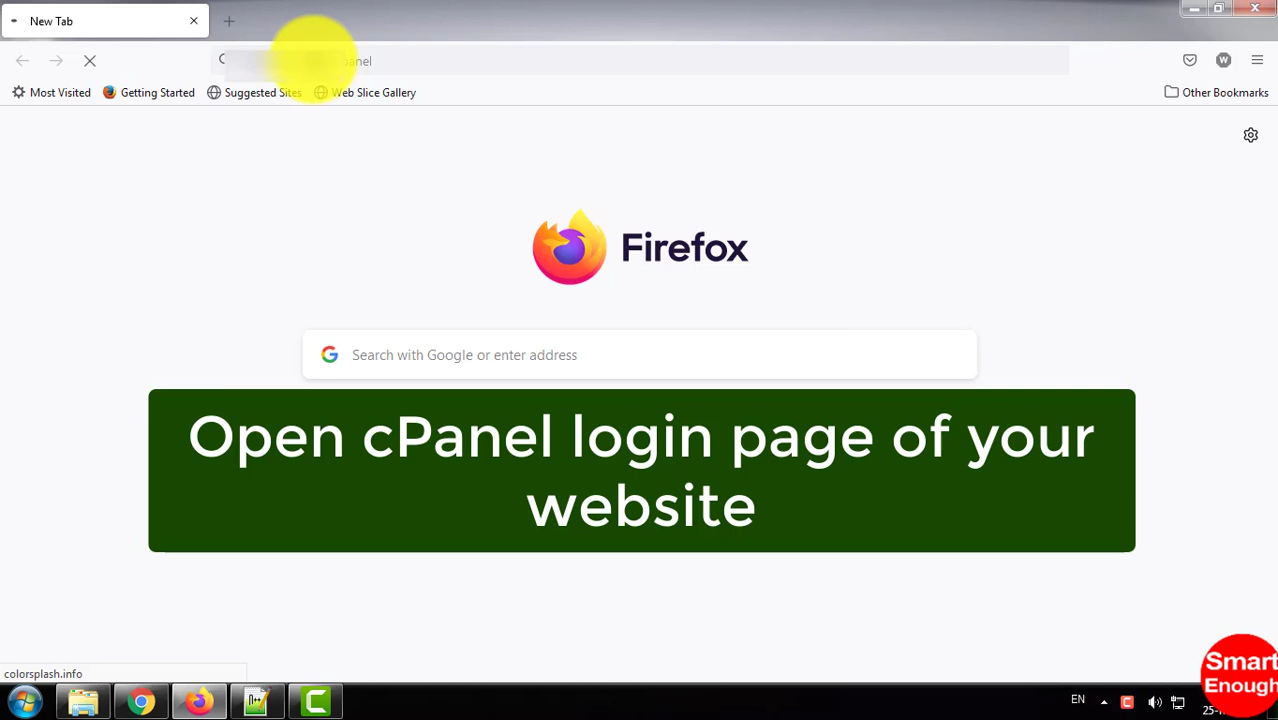 New Tab
Most Visited
Getting Started
Suggested Sites
Web Slice Gallery
Other Bookmarks
Firefox
Search with Google or enter address
Open cPanel login page of your
website
colorsplash.info
Smart
Enough
EN